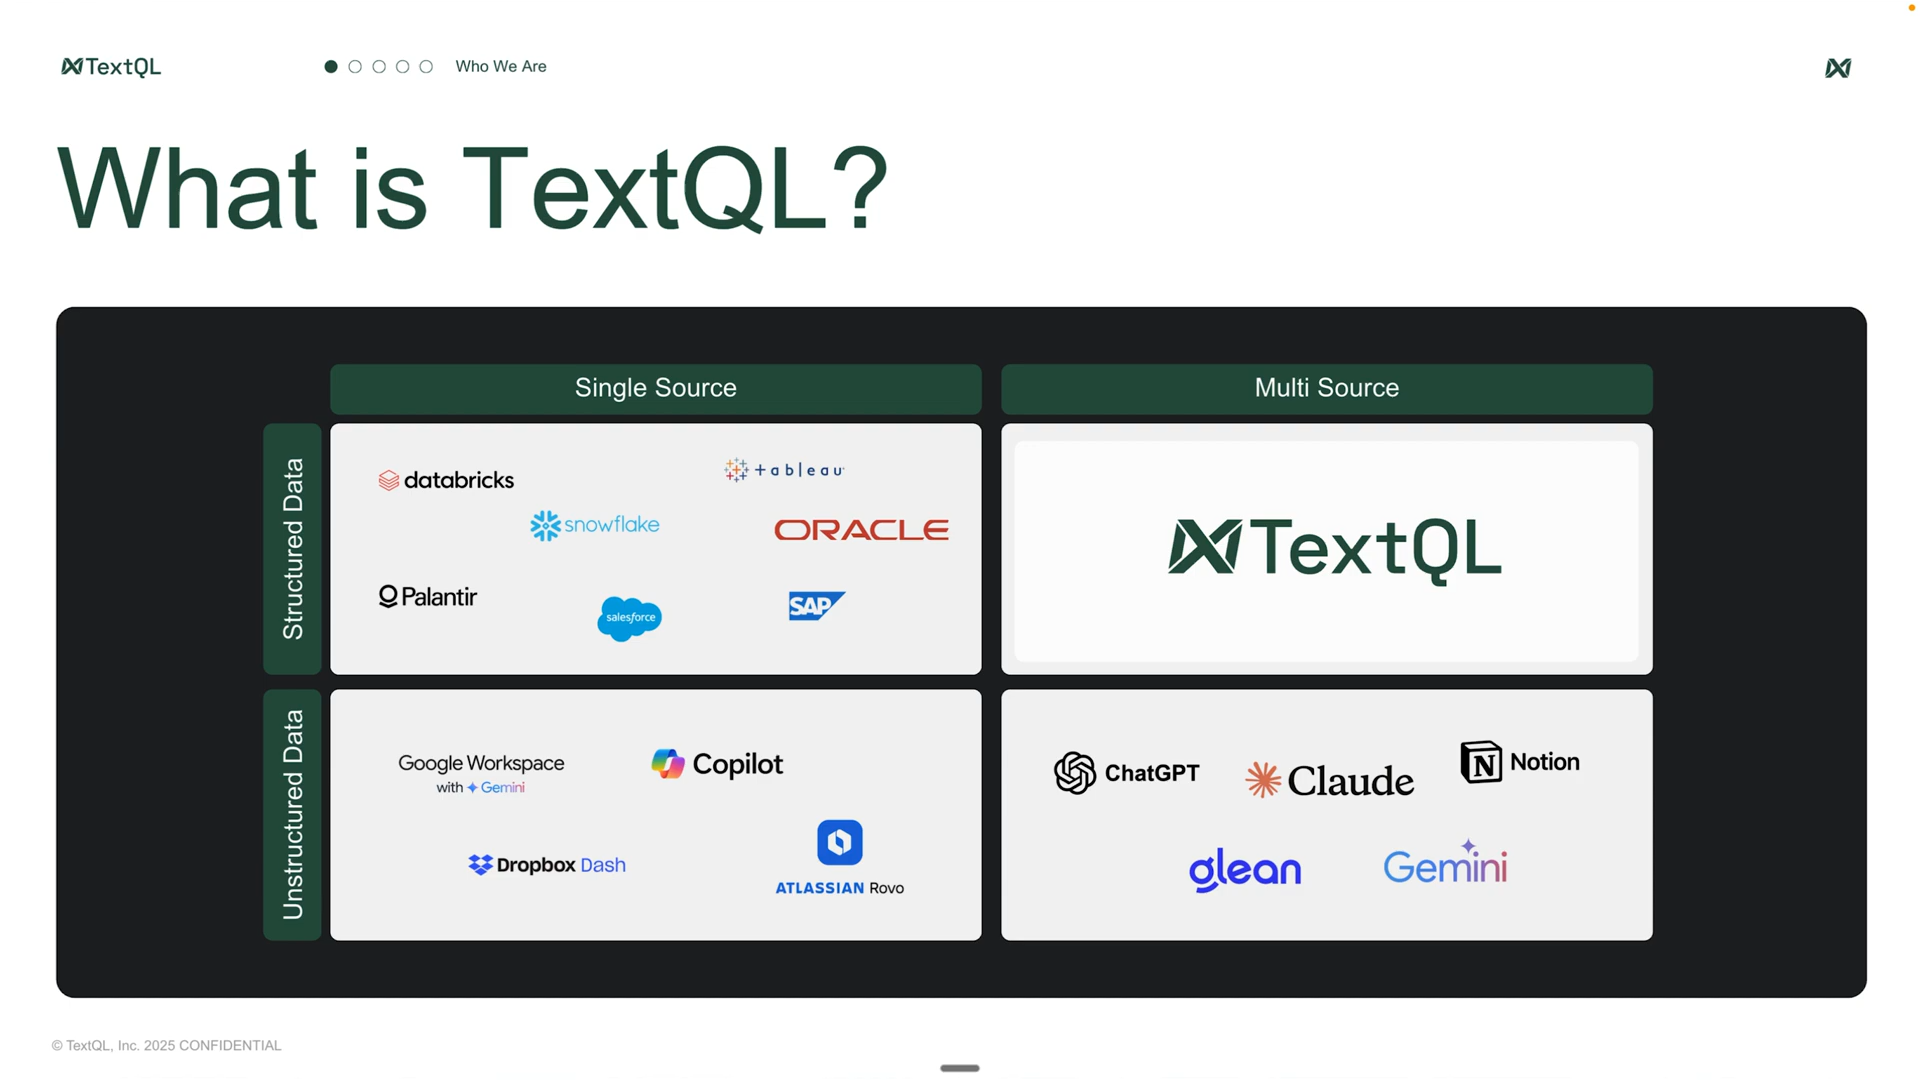 TextQL
Who We Are
What is TextQL?
Single Source
Multi Source
Structured Data
databricks
+ableau
snowflake
ORACLE
Palantir
salesforce
SAP
TextQL
Unstructured Data
Google Workspace
with Gemini
Copilot
Dropbox Dash
ATLASSIAN Rovo
ChatGPT
Claude
Notion
glean
Gemini
© TextQL, Inc. 2025 CONFIDENTIAL